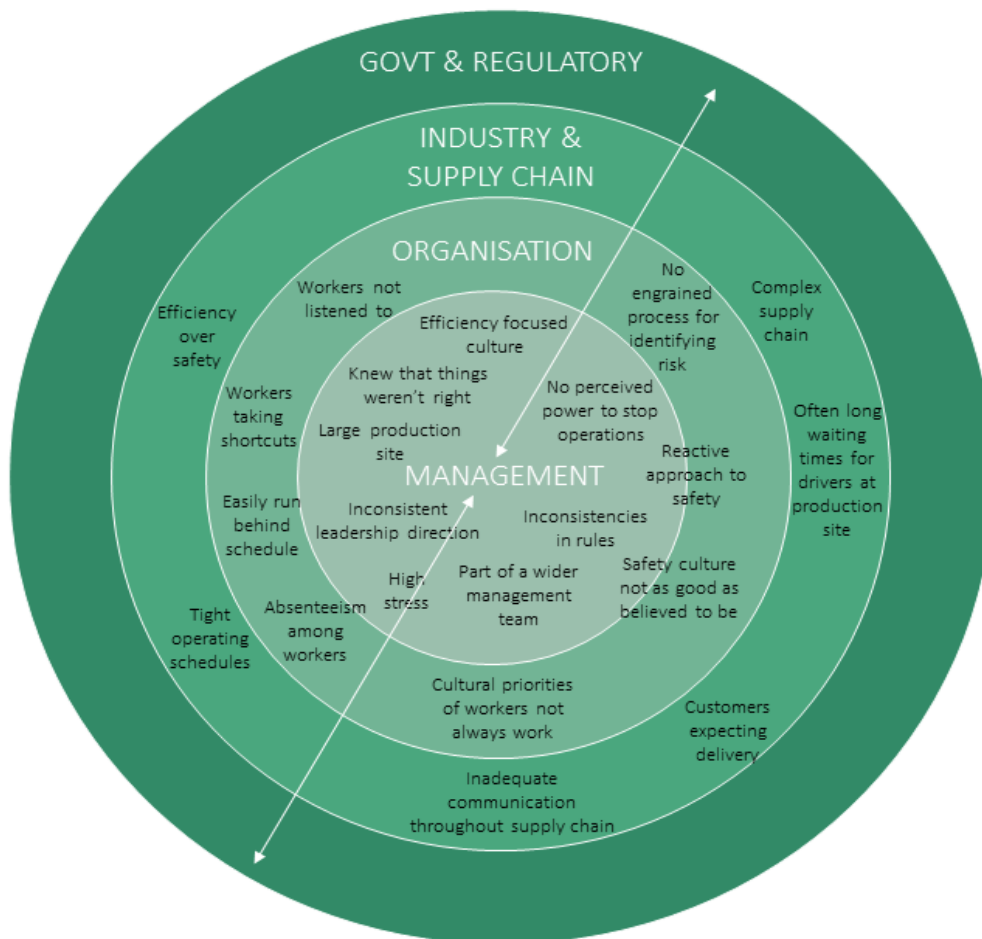 GOVT & REGULATORY
INDUSTRY &
SUPPLY CHAIN
ORGANISATION
Workers not
listened to
No
engrained
process for
identifying
risk
Complex
supply
chain
Efficiency
over
safety
Efficiency focused
culture
Knew that things
weren't right
No perceived
power to stop
operations
Workers
taking
shortcuts
Large production
site
Often long
waiting
times for
drivers at
production
site
MANAGEMENT
Reactive
approach to
safety
Easily run
behind
schedule
Inconsistent
leadership direction
Inconsistencies
in rules
High
stress
Part of a wider
management
team
Safety culture
not as good as
believed to be
Tight
operating
schedules
Absenteeism
among
workers
Cultural priorities
of workers not
always work
Customers
expecting
delivery
Inadequate
communication
throughout supply chain